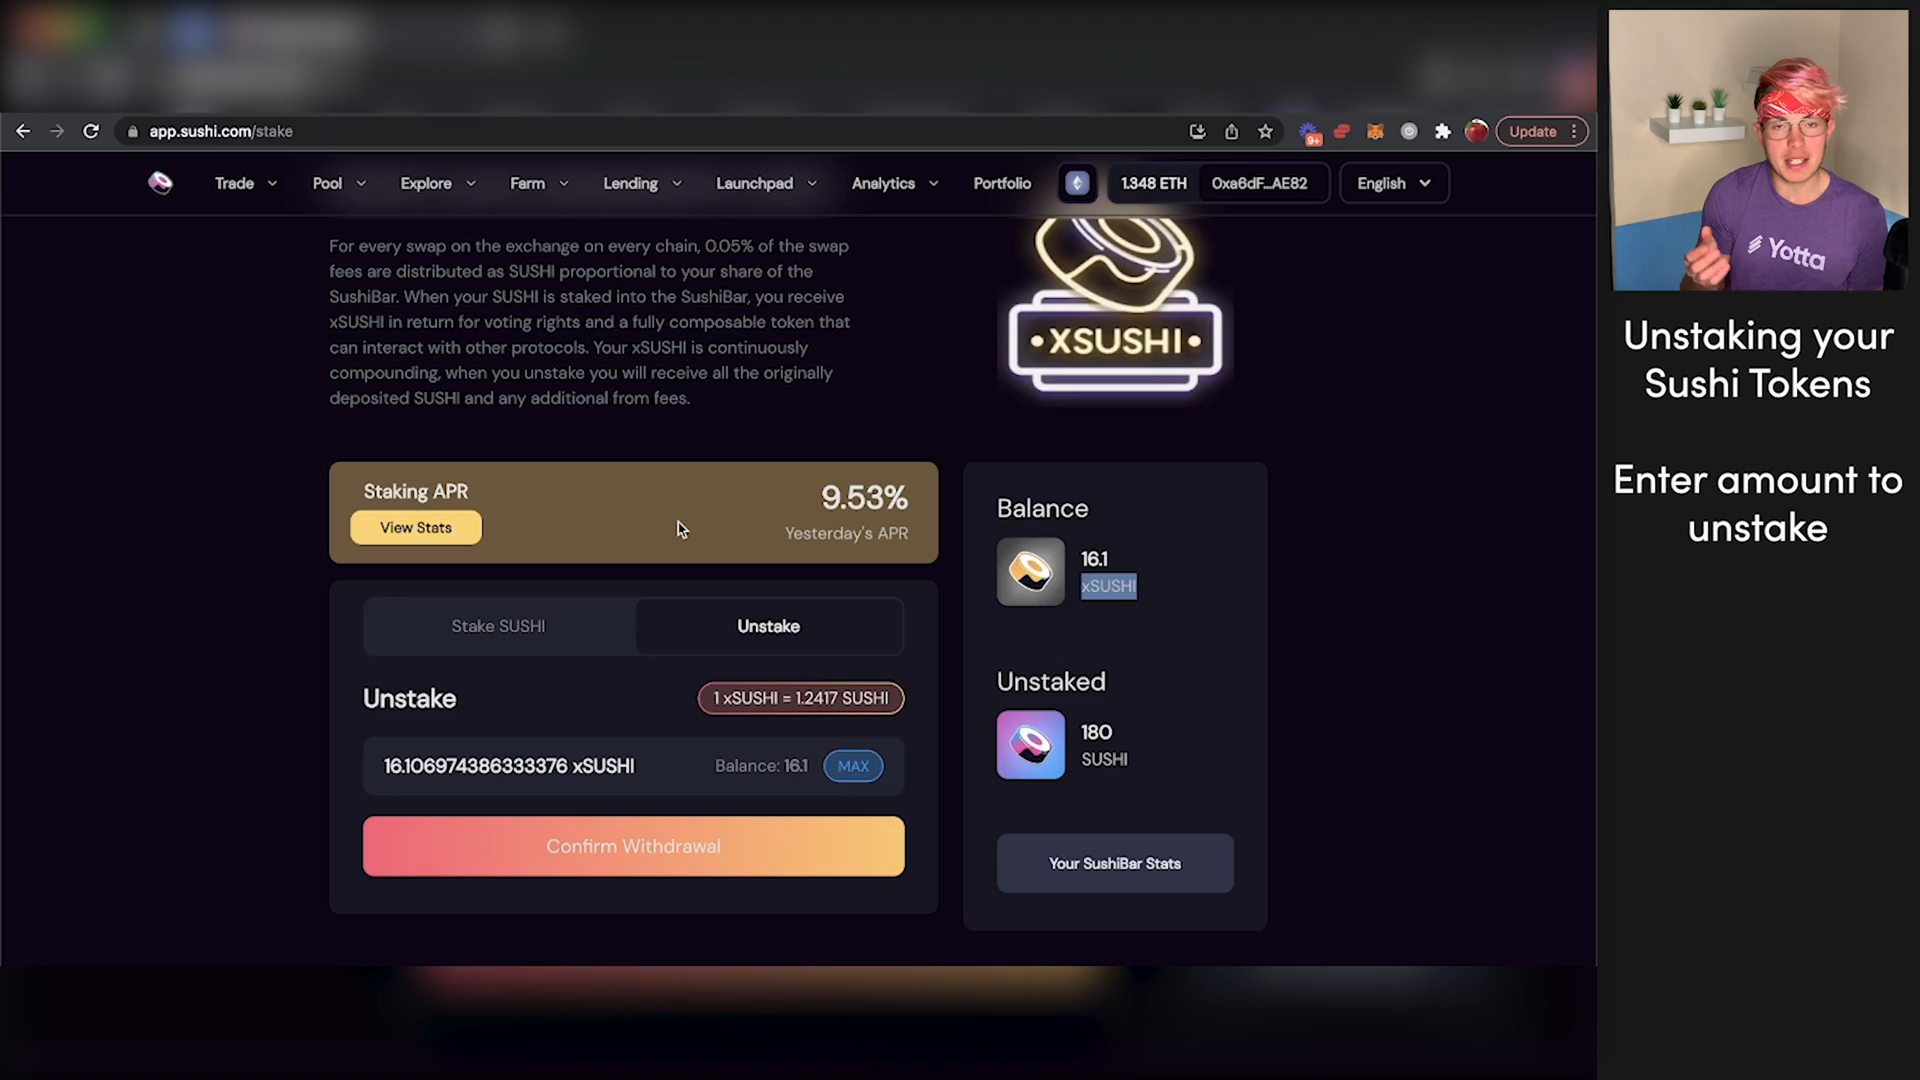 app.sushi.com/stake
9+
Update
Trade
Pool
Explore
Farm
Lending
Launchpad
Analytics
Portfolio
1.348 ETH
0xa6dF...AE82
English
For every swap on the exchange on every chain, 0.05% of the swap
fees are distributed as SUSHI proportional to your share of the
SushiBar. When your SUSHI is staked into the SushiBar, you receive
xSUSHI in return for voting rights and a fully composable token that
can interact with other protocols. Your xSUSHI is continuously
compounding, when you unstake you will receive all the originally
deposited SUSHI and any additional from fees.
•XSUSHI•
Staking APR
View Stats
9.53%
Yesterday's APR
Stake SUSHI
Unstake
Unstake
1 xSUSHI = 1.2417 SUSHI
16.106974386333376 xSUSHI
Balance: 16.1
MAX
Confirm Withdrawal
Balance
16.1
xSUSHI
Unstaked
180
SUSHI
Your SushiBar Stats
Yotta
Unstaking your
Sushi Tokens
Enter amount to
unstake